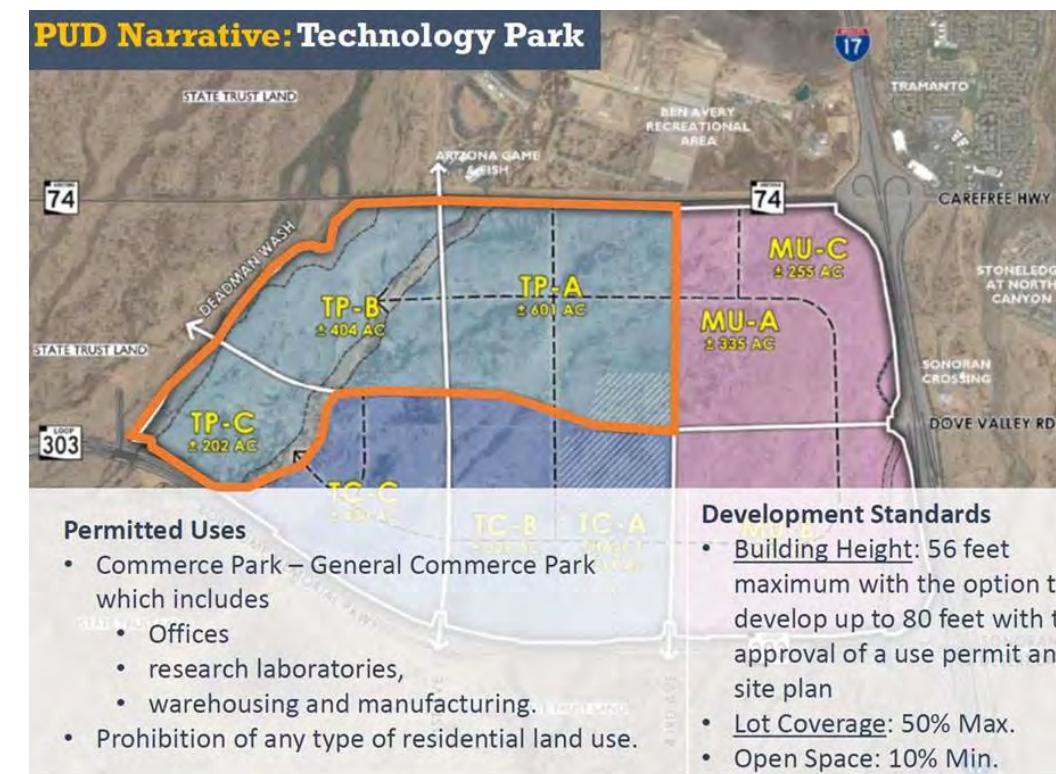 PUD Narrative: Technology Park
17
STATE TRUST LAND
TRAMANTO
BEN AVERY
RECREATIONAL
AREA
ARIZONA GAME
& FISH
74
74
CAREFREE HWY
DEADMAN WASH
MU-C
± 255 AC
TP-A
± 601 AC
TP-B
± 404 AC
MU-A
± 335 AC
STONELEDG
AT NORTH
CANYON
STATE TRUST LAND
SONORAN
CROSSING
TP-C
± 202 AC
LOOP
303
DOVE VALLEY RD
TC-C
TC-B
TC-A
Permitted Uses
• Commerce Park – General Commerce Park
which includes
• Offices
• research laboratories,
• warehousing and manufacturing.
• Prohibition of any type of residential land use.
Development Standards
• Building Height: 56 feet
maximum with the option t
develop up to 80 feet with t
approval of a use permit an
site plan
• Lot Coverage: 50% Max.
• Open Space: 10% Min.